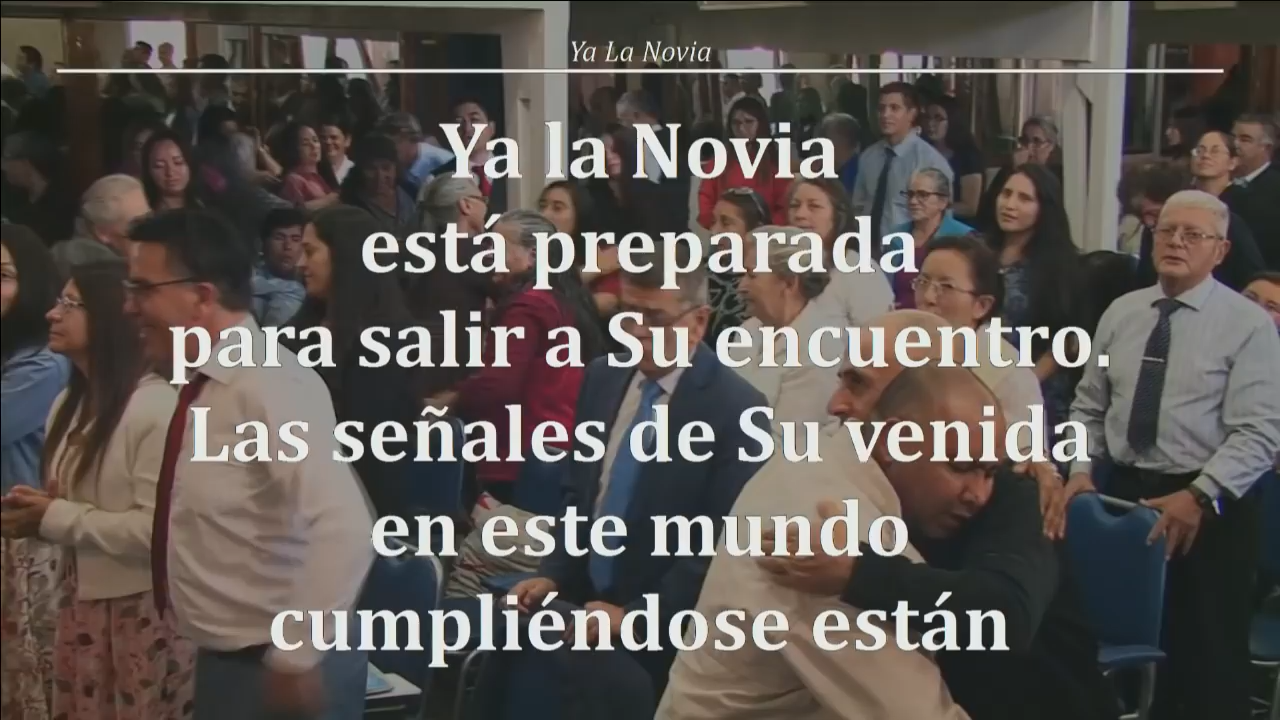 Ya La Novia
Ya la Novia
está preparada
para salir a Su encuentro.
Las señales de Su venida
en este mundo
cumpliéndose están